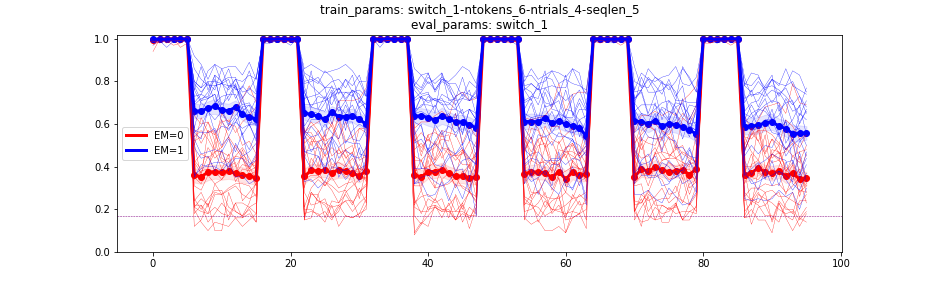 train_params: switch_1-ntokens_6-ntrials_4-seqlen_5
eval_params: switch_1
1.0
0.8
0.6
0.4
0.2
0.0
EM=0
EM=1
0 20 40 60 80 100